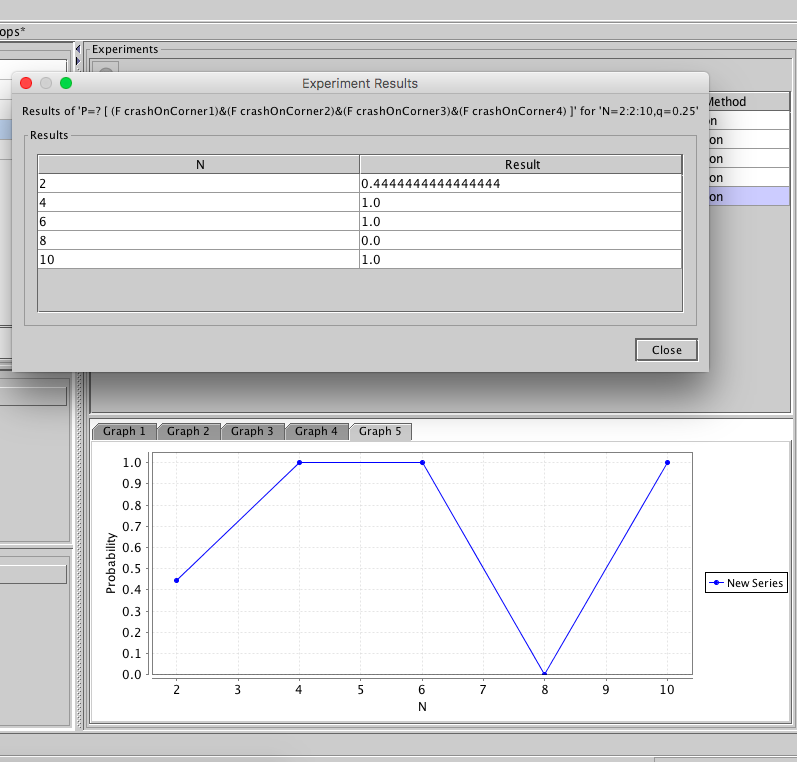 ops*
Experiments
Experiment Results
Results of 'P=? [ (F crashOnCorner1)&(F crashOnCorner2)&(F crashOnCorner3)&(F crashOnCorner4) ]' for 'N=2:2:10,q=0.25'
Results
N Result
2 0.4444444444444444
4 1.0
6 1.0
8 0.0
10 1.0
Close
Method
on
on
on
on
on
Graph 1 Graph 2 Graph 3 Graph 4 Graph 5
1.0
0.9
0.8
0.7
0.6
0.5
0.4
0.3
0.2
0.1
0.0
Probability
2 3 4 5 6 7 8 9 10
N
New Series